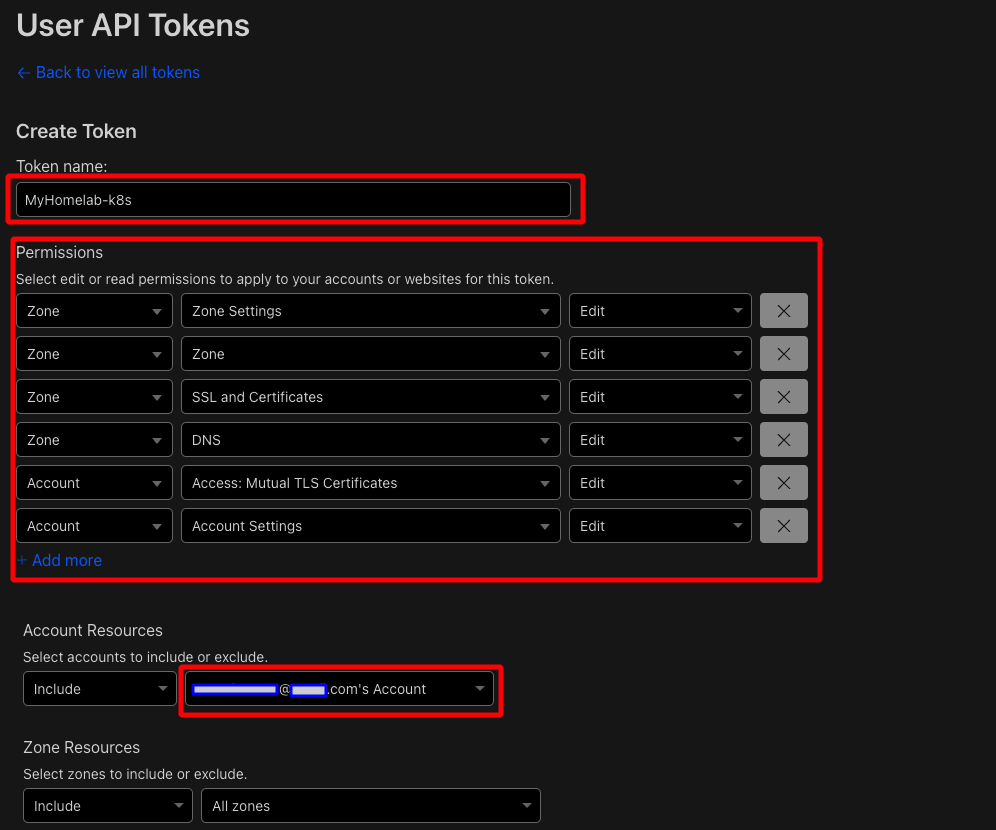 User API Tokens
← Back to view all tokens
Create Token
Token name:
MyHomelab-k8s
Permissions
Select edit or read permissions to apply to your accounts or websites for this token.
Zone Zone Settings Edit
Zone Zone Edit
Zone SSL and Certificates Edit
Zone DNS Edit
Account Access: Mutual TLS Certificates Edit
Account Account Settings Edit
+ Add more
Account Resources
Select accounts to include or exclude.
Include @ .com's Account
Zone Resources
Select zones to include or exclude.
Include All zones